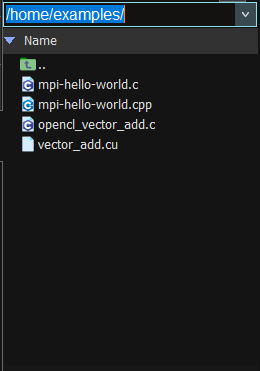 /home/examples/
Name
..
mpi-hello-world.c
mpi-hello-world.cpp
opencl_vector_add.c
vector_add.cu